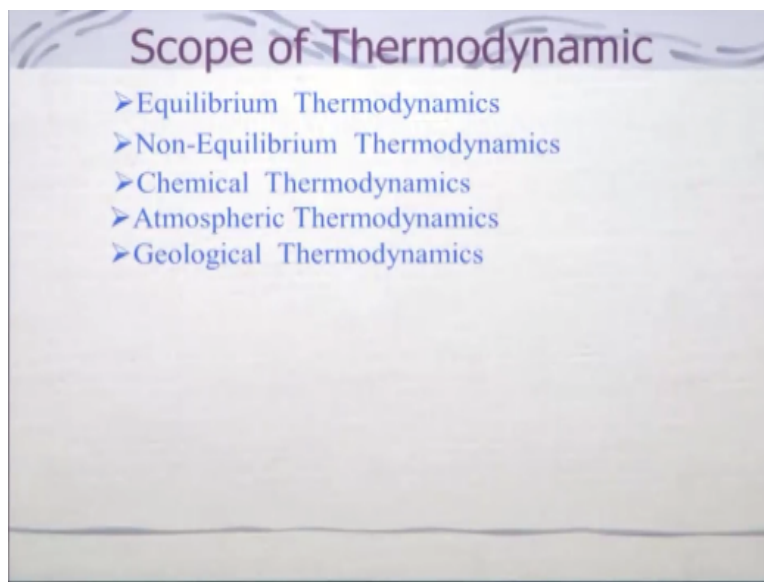 Scope of Thermodynamic
➢Equilibrium Thermodynamics
➢Non-Equilibrium Thermodynamics
➢Chemical Thermodynamics
➢Atmospheric Thermodynamics
➢Geological Thermodynamics